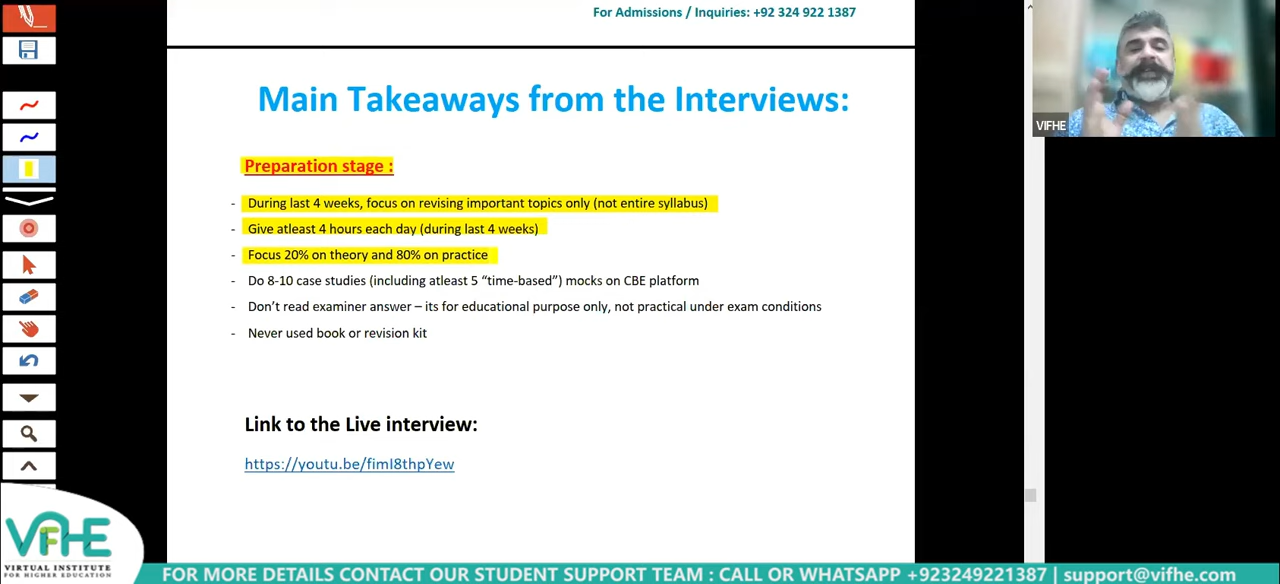 For Admissions / Inquiries: +92 324 922 1387
Main Takeaways from the Interviews:
Preparation stage :
- During last 4 weeks, focus on revising important topics only (not entire syllabus)
- Give atleast 4 hours each day (during last 4 weeks)
- Focus 20% on theory and 80% on practice
- Do 8-10 case studies (including atleast 5 “time-based”) mocks on CBE platform
- Don’t read examiner answer – its for educational purpose only, not practical under exam conditions
- Never used book or revision kit
Link to the Live interview:
https://youtu.be/fimI8thpYew
VIFHE
VIFHE
VIRTUAL INSTITUTE
FOR HIGHER EDUCATION
FOR MORE DETAILS CONTACT OUR STUDENT SUPPORT TEAM : CALL OR WHATSAPP +923249221387 | support@vifhe.com